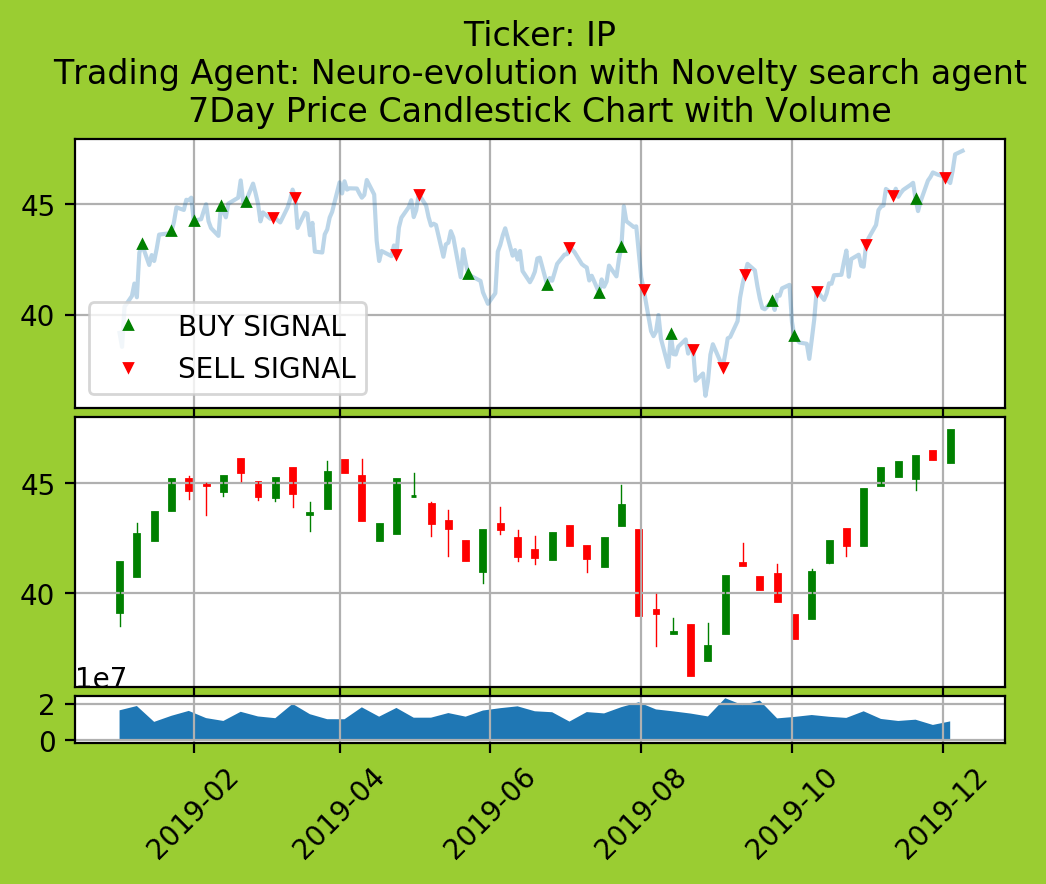 Ticker: IP
Trading Agent: Neuro-evolution with Novelty search agent
7Day Price Candlestick Chart with Volume
45
40
BUY SIGNAL
SELL SIGNAL
45
40
1e7
2
0
2019-02
2019-04
2019-06
2019-08
2019-10
2019-12